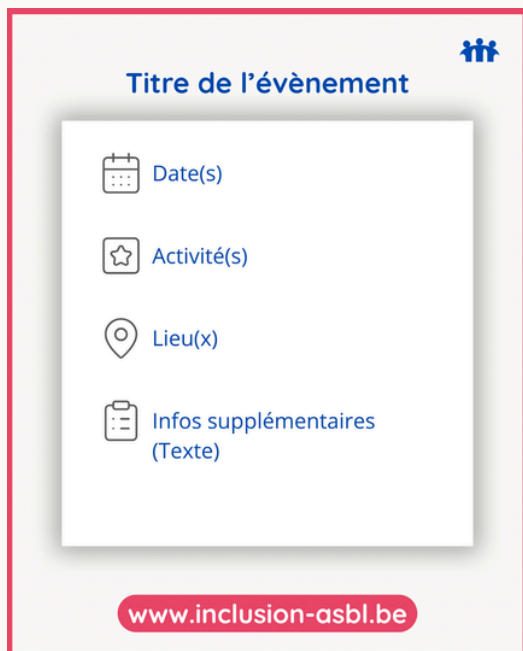 Titre de l’évènement
Date(s)
Activité(s)
Lieu(x)
Infos supplémentaires
(Texte)
www.inclusion-asbl.be